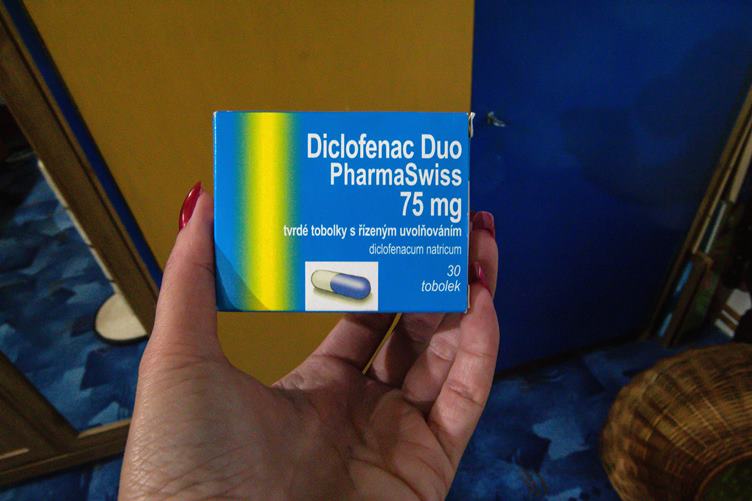 Diclofenac Duo
PharmaSwiss
75 mg
tvrdé tobolky s řízeným uvolňováním
diclofenacum natricum
30
tobolek